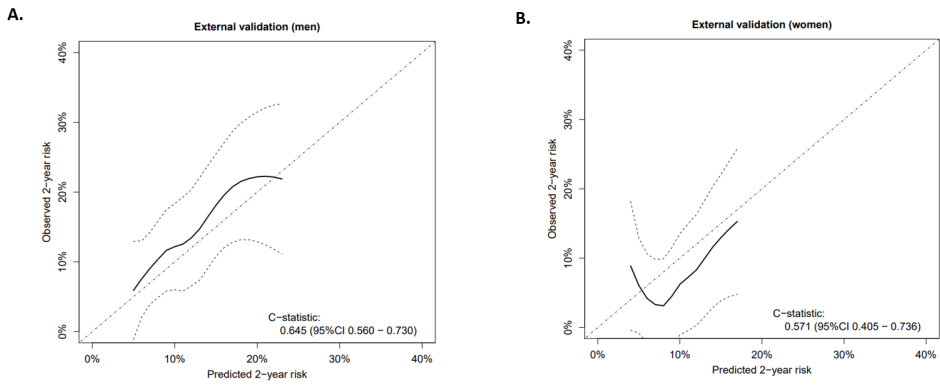 A.
External validation (men)
Observed 2−year risk
40%
30%
20%
10%
0%
C−statistic:
0.645 (95%CI 0.560 − 0.730)
0%
10%
20%
30%
40%
Predicted 2−year risk
B.
External validation (women)
Observed 2−year risk
40%
30%
20%
10%
0%
C−statistic:
0.571 (95%CI 0.405 − 0.736)
0%
10%
20%
30%
40%
Predicted 2−year risk